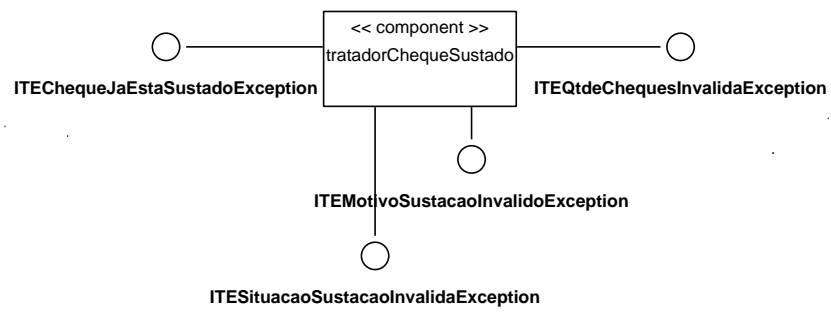 << component >>
tratadorChequeSustado
ITEChequeJaEstaSustadoException
ITEQtdeChequesInvalidaException
ITEMotivoSustacaoInvalidoException
ITESituacaoSustacaoInvalidaException